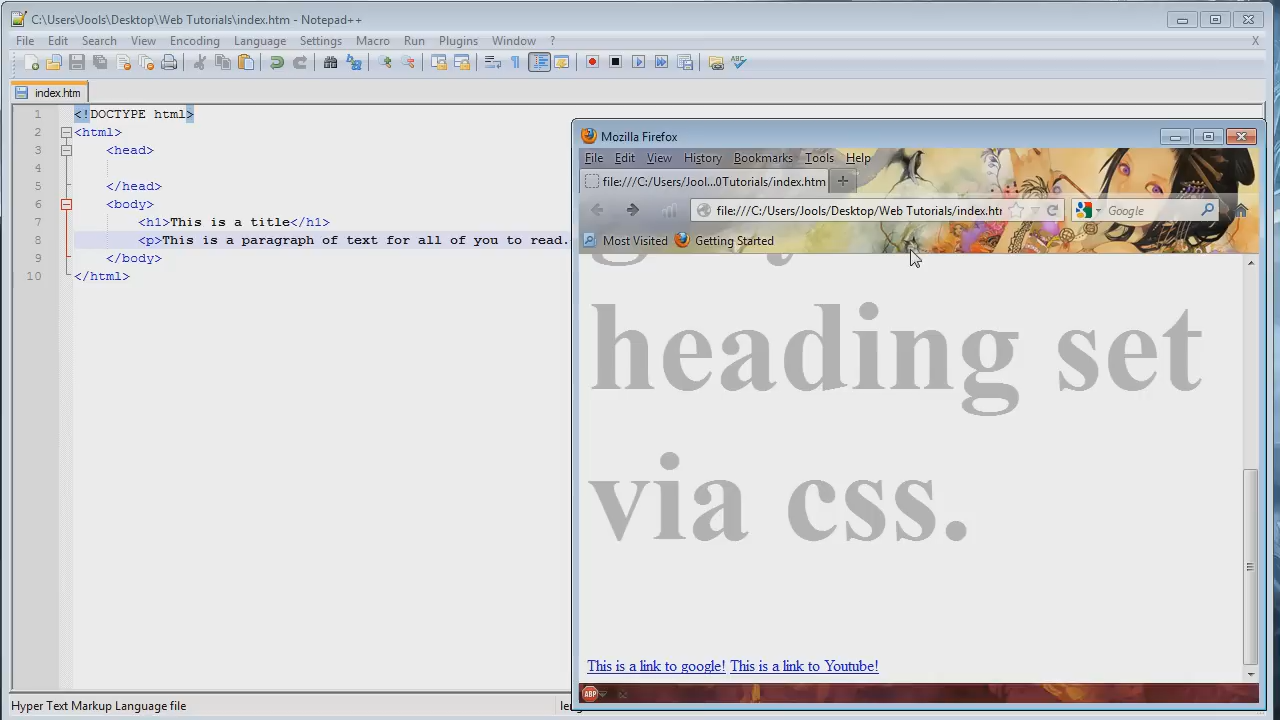 C:\Users\Jools\Desktop\Web Tutorials\index.htm - Notepad++
File Edit Search View Encoding Language Settings Macro Run Plugins Window ? X
index.htm
1 <!DOCTYPE html>
2 <html>
3 <head>
4
5 </head>
6 <body>
7 <h1>This is a title</h1>
8 <p>This is a paragraph of text for all of you to read.
9 </body>
10 </html>
Mozilla Firefox
File Edit View History Bookmarks Tools Help
file:///C:/Users/Jool...0Tutorials/index.htm
file:///C:/Users/Jools/Desktop/Web Tutorials/index.htm
Google
Most Visited Getting Started
heading set
via css.
This is a link to google! This is a link to Youtube!
ABP
Hyper Text Markup Language file